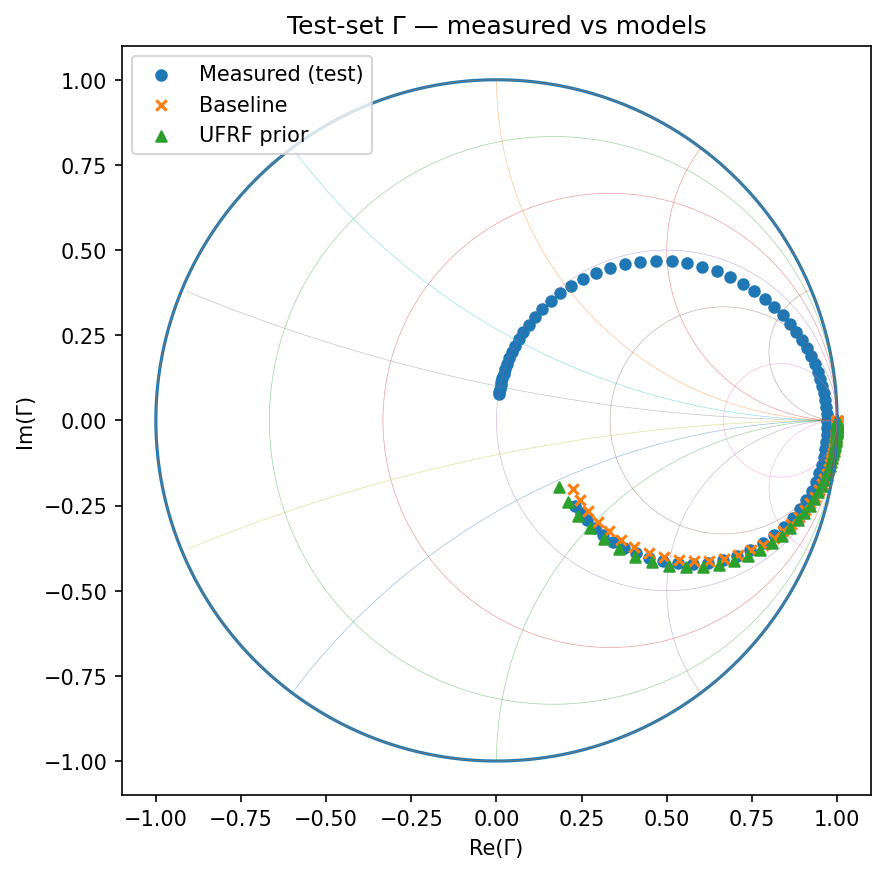 Test-set Γ — measured vs models
Measured (test)
Baseline
UFRF prior
1.00
0.75
0.50
0.25
0.00
−0.25
−0.50
−0.75
−1.00
Im(Γ)
−1.00 −0.75 −0.50 −0.25 0.00 0.25 0.50 0.75 1.00
Re(Γ)